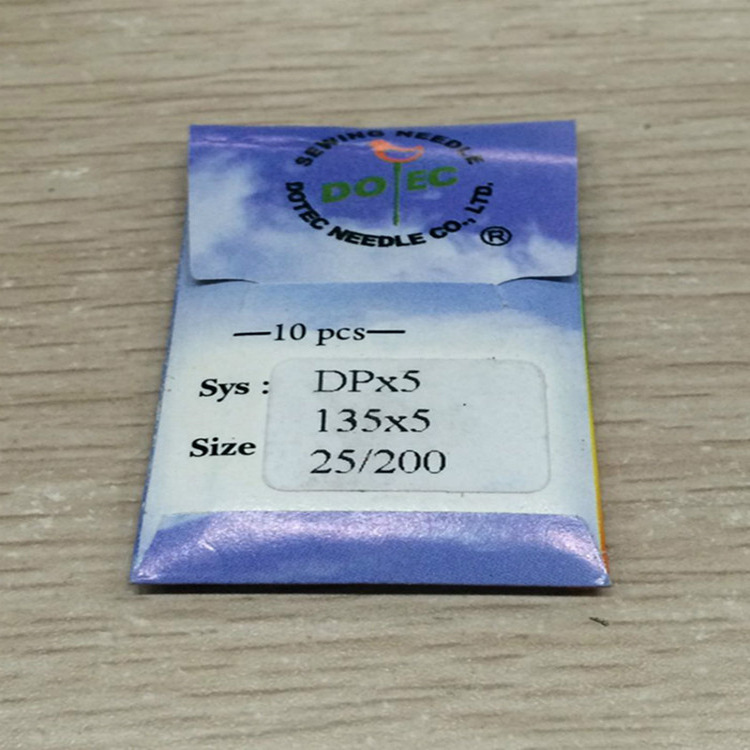 SEWING NEEDLE
DOTEC
DOTEC NEEDLE CO., LTD.
®
—10 pcs—
Sys : DPx5
135x5
Size 25/200